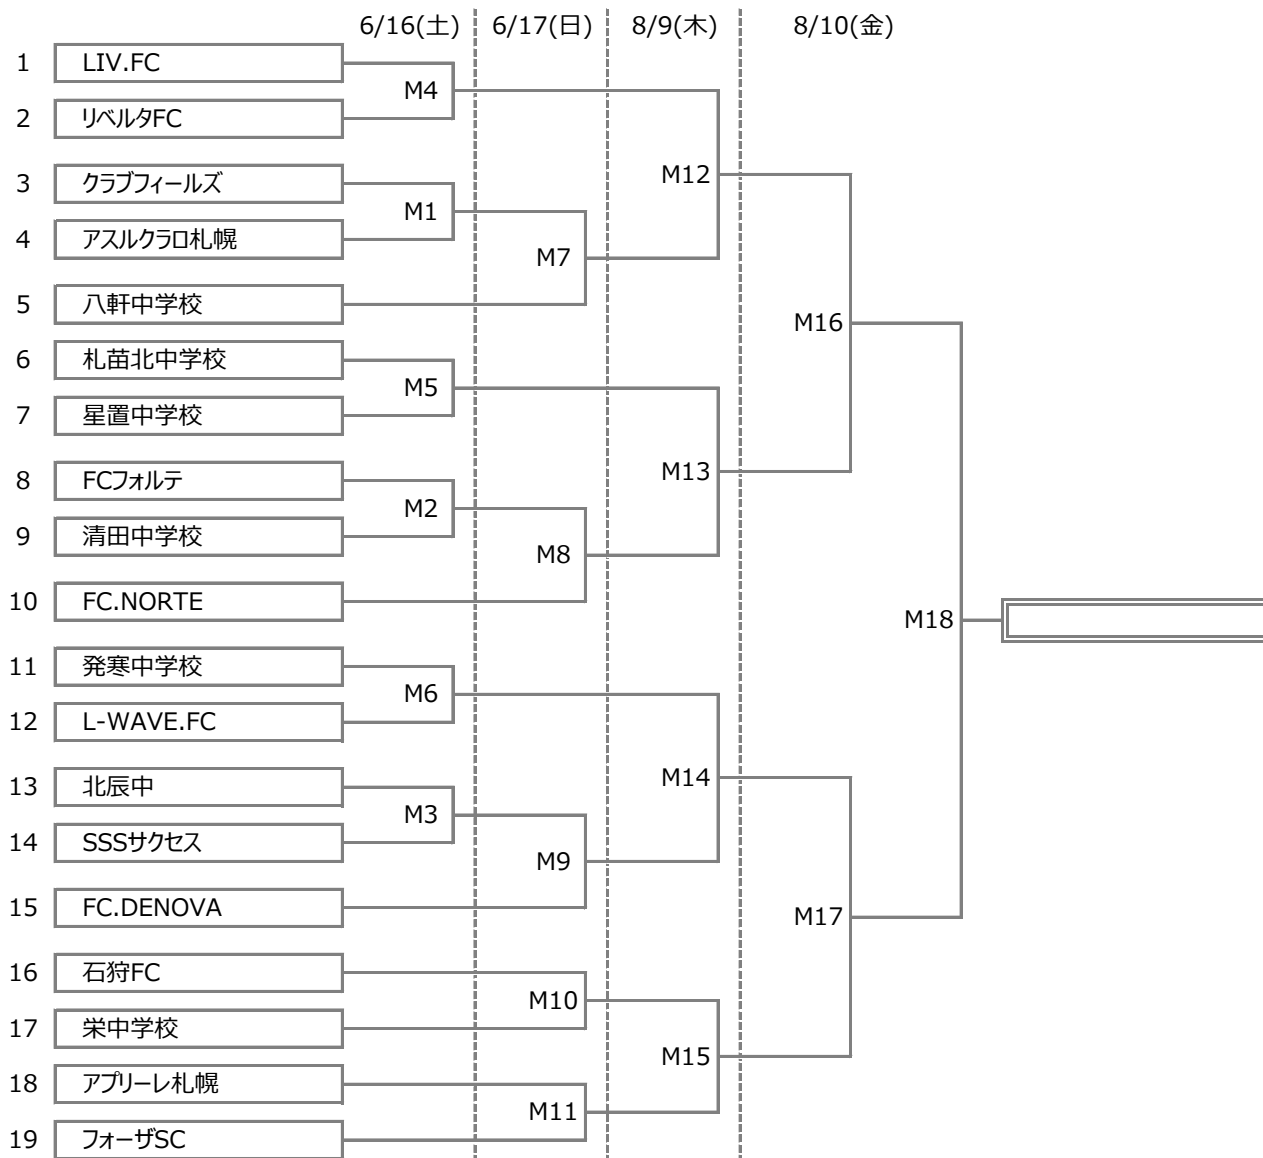 6/16(土) 6/17(日) 8/9(木) 8/10(金)
1 LIV.FC
M4
2 リベルタFC
3 クラブフィールズ
M12
M1
4 アスルクラロ札幌
M7
5 八軒中学校
M16
6 札苗北中学校
M5
7 星置中学校
M13
8 FCフォルテ
M2
9 清田中学校
M8
10 FC.NORTE
M18
11 発寒中学校
M6
12 L-WAVE.FC
M14
13 北辰中
M3
14 SSSサクセス
M9
15 FC.DENOVA
M17
16 石狩FC
M10
17 栄中学校
M15
18 アプリーレ札幌
M11
19 フォーザSC